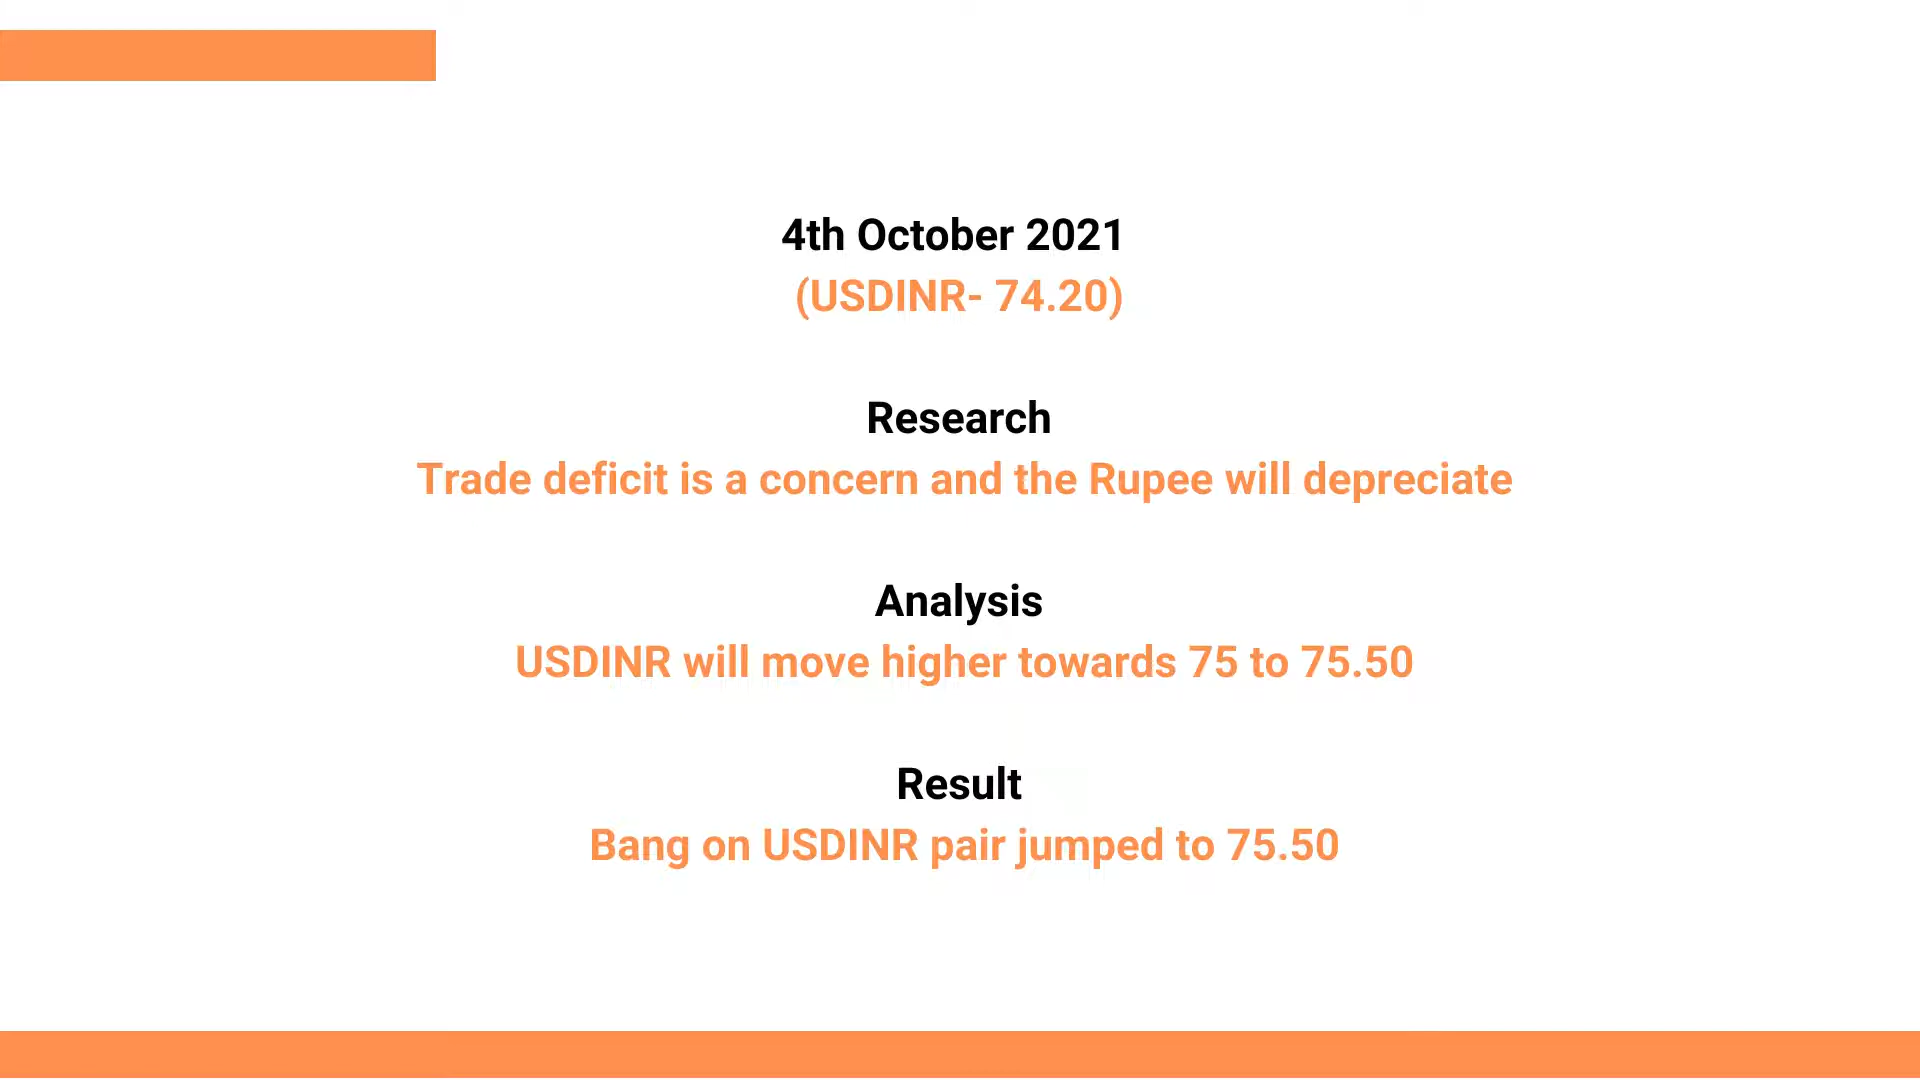 4th October 2021
(USDINR- 74.20)
Research
Trade deficit is a concern and the Rupee will depreciate
Analysis
USDINR will move higher towards 75 to 75.50
Result
Bang on USDINR pair jumped to 75.50